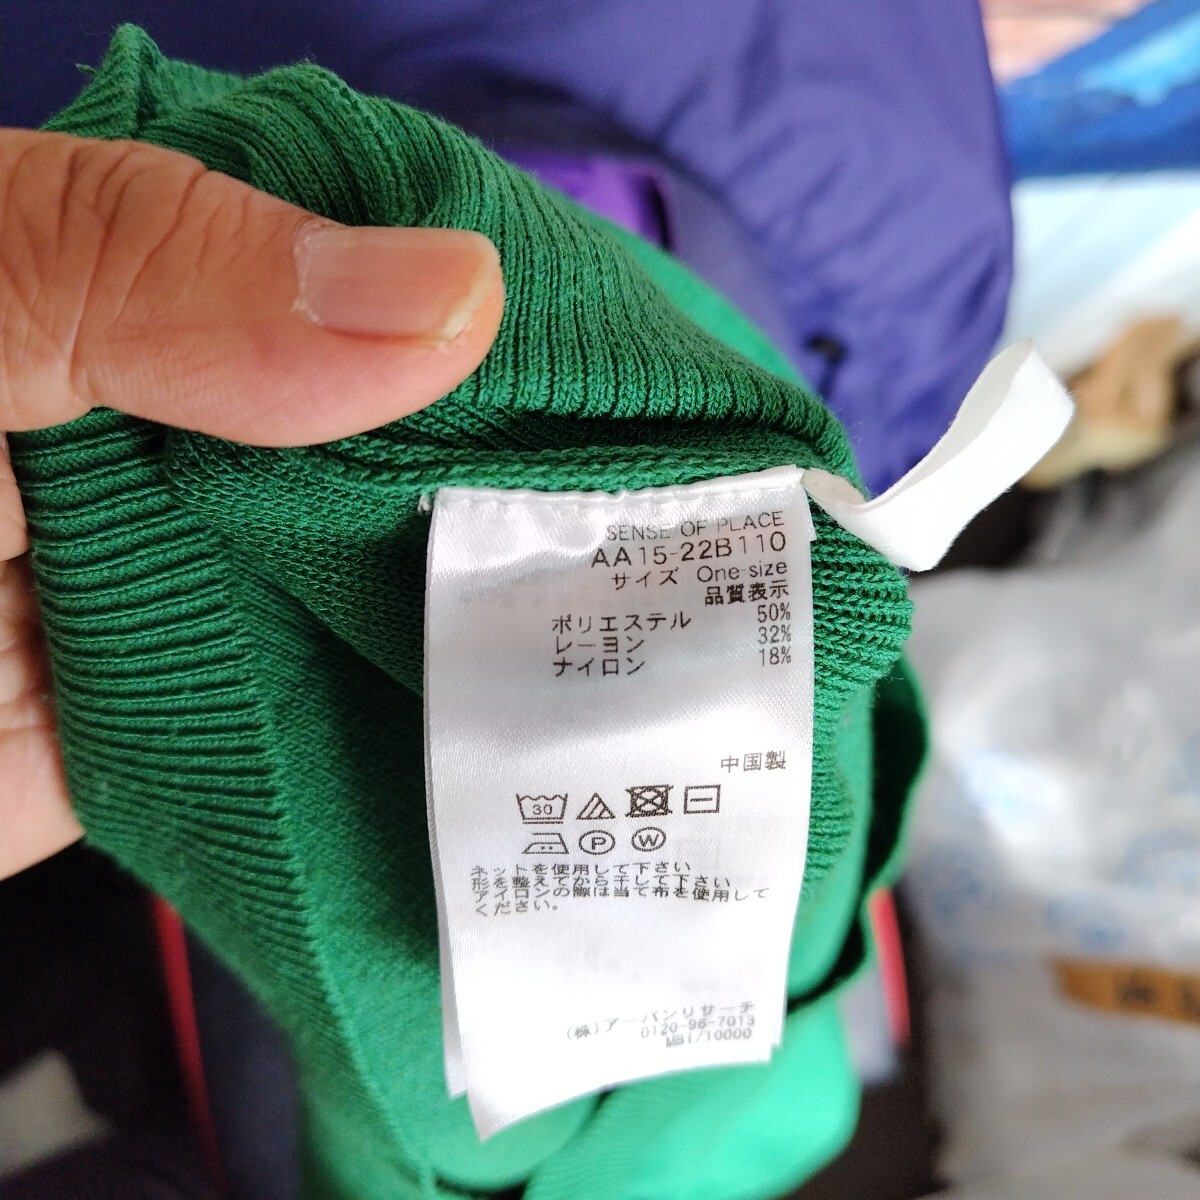 SENSE OF PLACE
AA15-22B110
サイズ One-size
品質表示
ポリエステル 50%
レーヨン 32%
ナイロン 18%
中国製
30
P W
ネットを使用して下さい
形を整えてから干して下さい
アイロンの際は当て布を使用して
ください。
(株)アーバンリサーチ
0120-96-7013
MBI/10000